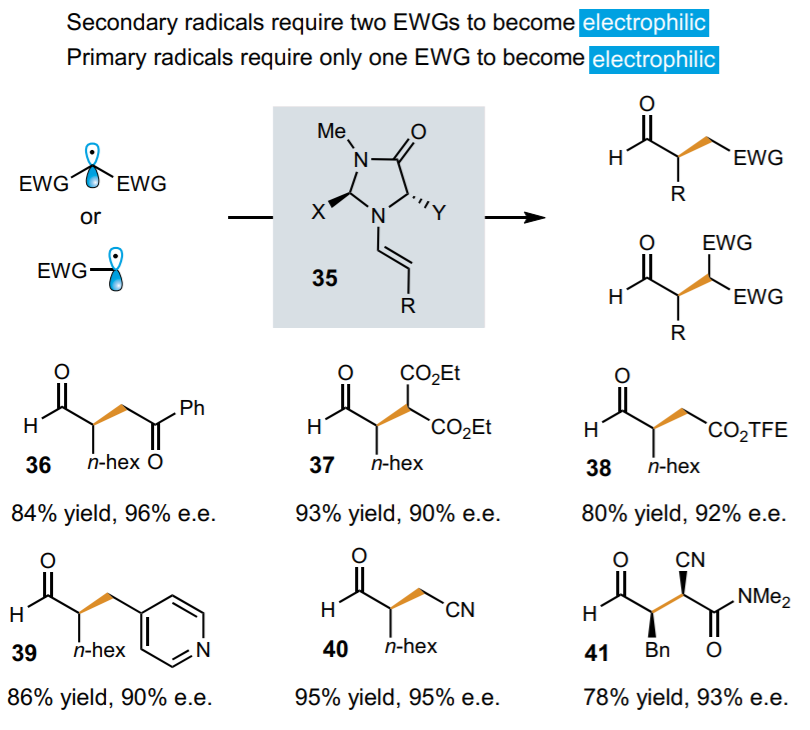 Secondary radicals require two EWGs to become electrophilic
Primary radicals require only one EWG to become electrophilic
EWG EWG
or
EWG
Me
N
O
X
N
Y
35
R
O
H
EWG
R
O
EWG
H
EWG
R
O
H
Ph
36
n-hex
O
84% yield, 96% e.e.
O
CO2Et
H
CO2Et
37
n-hex
93% yield, 90% e.e.
O
H
CO2TFE
38
n-hex
80% yield, 92% e.e.
O
H
39
n-hex
N
86% yield, 90% e.e.
O
H
CN
40
n-hex
95% yield, 95% e.e.
O
CN
H
NMe2
41
Bn
O
78% yield, 93% e.e.